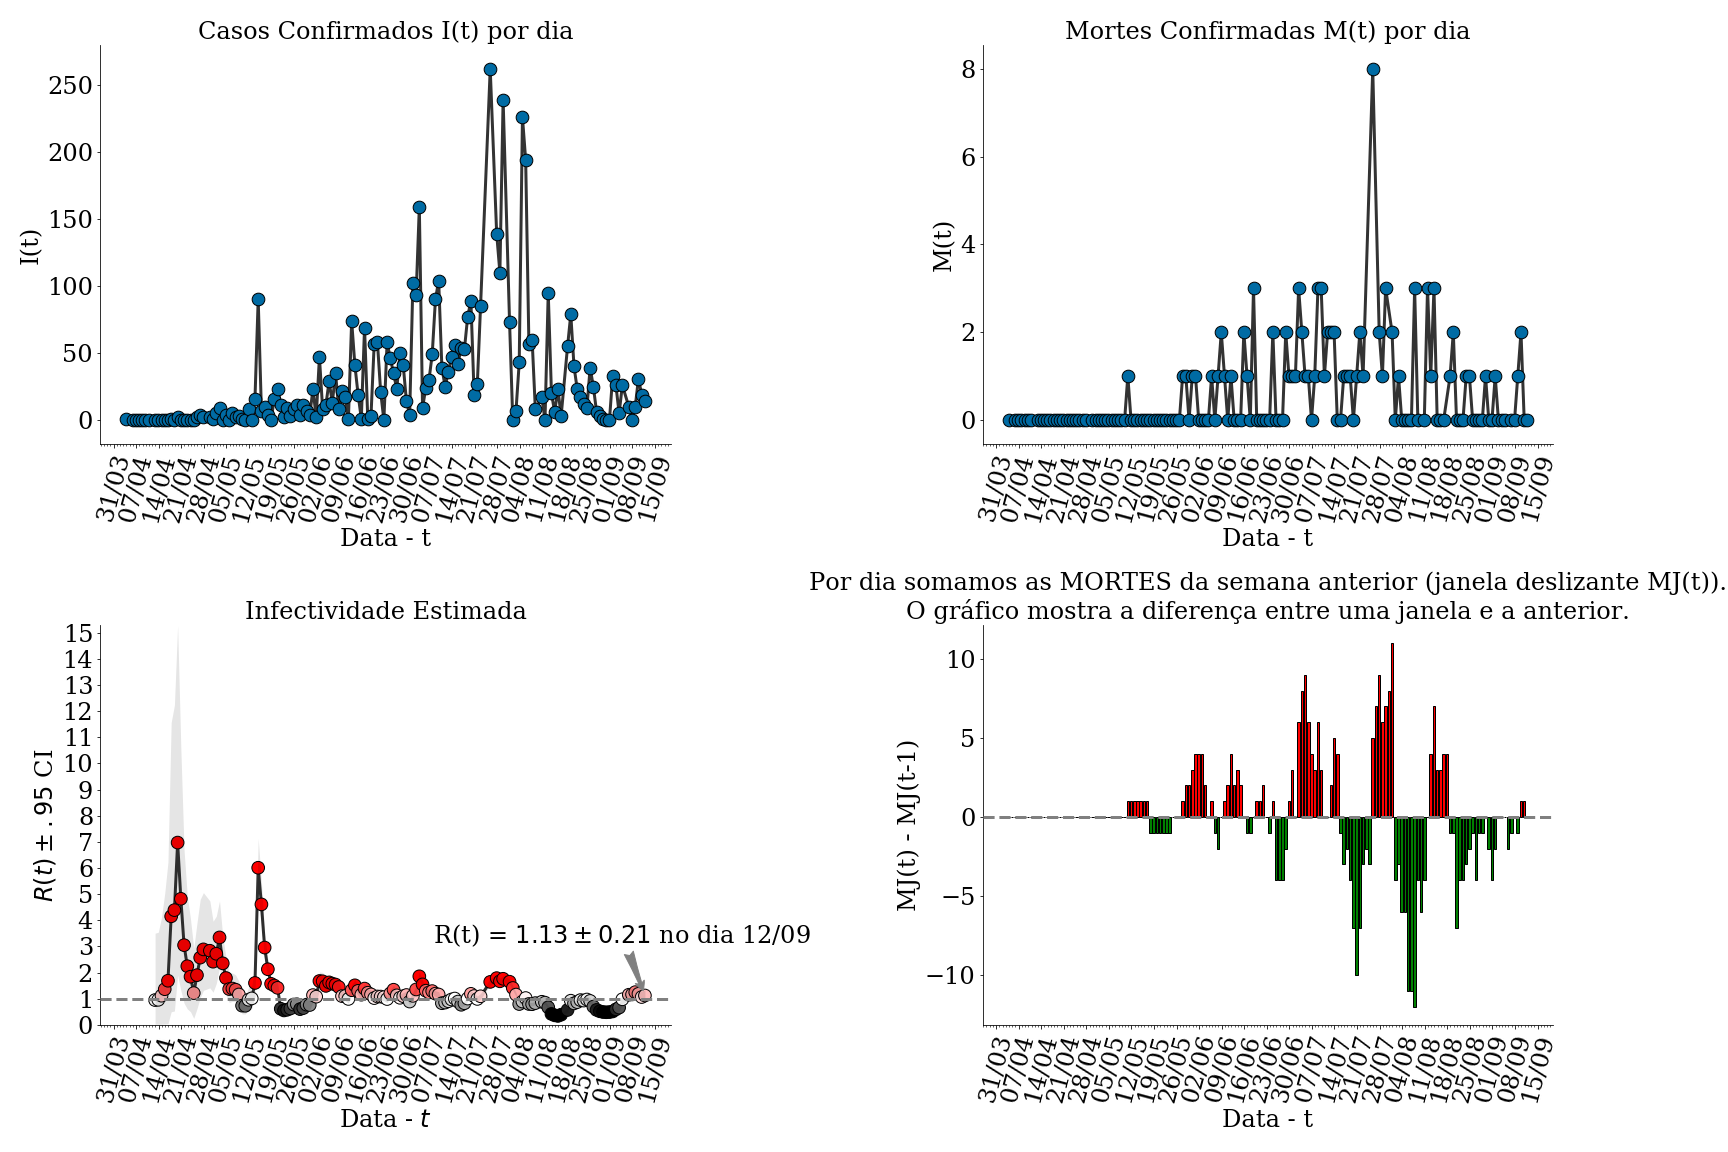 Casos Confirmados I(t) por dia
I(t)
250
200
150
100
50
0
31/03 07/04 14/04 21/04 28/04 05/05 12/05 19/05 26/05 02/06 09/06 16/06 23/06 30/06 07/07 14/07 21/07 28/07 04/08 11/08 18/08 25/08 01/09 08/09 15/09
Data - t
Mortes Confirmadas M(t) por dia
M(t)
8
6
4
2
0
31/03 07/04 14/04 21/04 28/04 05/05 12/05 19/05 26/05 02/06 09/06 16/06 23/06 30/06 07/07 14/07 21/07 28/07 04/08 11/08 18/08 25/08 01/09 08/09 15/09
Data - t
Infectividade Estimada
R(t) ± .95 CI
15
14
13
12
11
10
9
8
7
6
5
4
3
2
1
0
R(t) = 1.13 ± 0.21 no dia 12/09
31/03 07/04 14/04 21/04 28/04 05/05 12/05 19/05 26/05 02/06 09/06 16/06 23/06 30/06 07/07 14/07 21/07 28/07 04/08 11/08 18/08 25/08 01/09 08/09 15/09
Data - t
Por dia somamos as MORTES da semana anterior (janela deslizante MJ(t)).
O gráfico mostra a diferença entre uma janela e a anterior.
MJ(t) - MJ(t-1)
10
5
0
−5
−10
31/03 07/04 14/04 21/04 28/04 05/05 12/05 19/05 26/05 02/06 09/06 16/06 23/06 30/06 07/07 14/07 21/07 28/07 04/08 11/08 18/08 25/08 01/09 08/09 15/09
Data - t